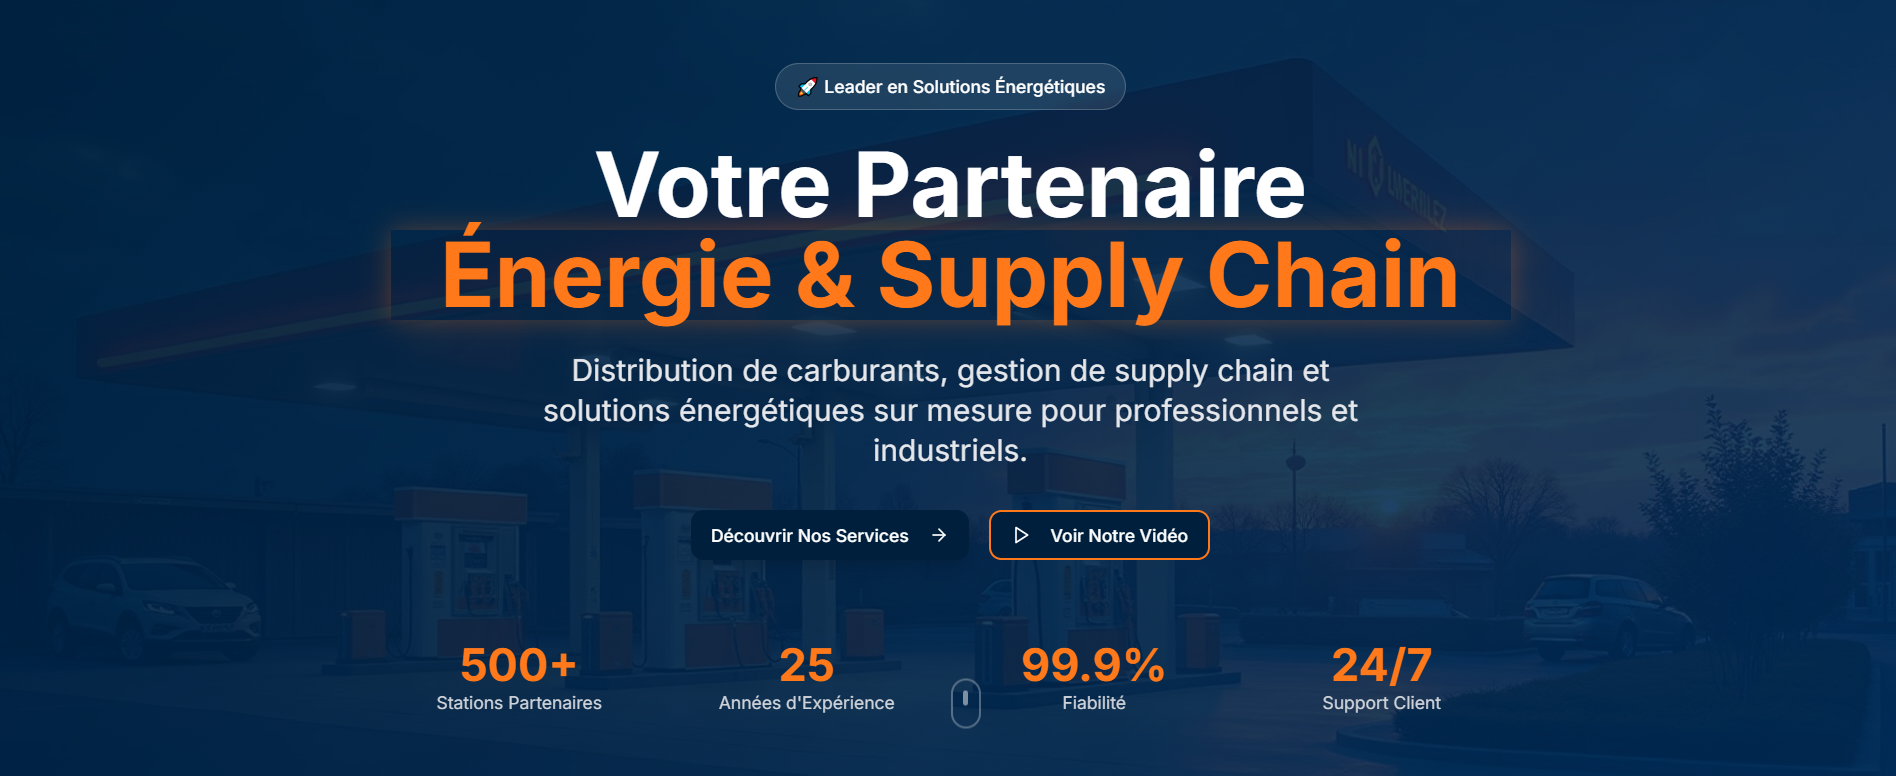 🚀 Leader en Solutions Énergétiques
Votre Partenaire
Énergie & Supply Chain
Distribution de carburants, gestion de supply chain et
solutions énergétiques sur mesure pour professionnels et
industriels.
Découvrir Nos Services →
Voir Notre Vidéo
500+ 25 99.9% 24/7
Stations Partenaires Années d'Expérience Fiabilité Support Client